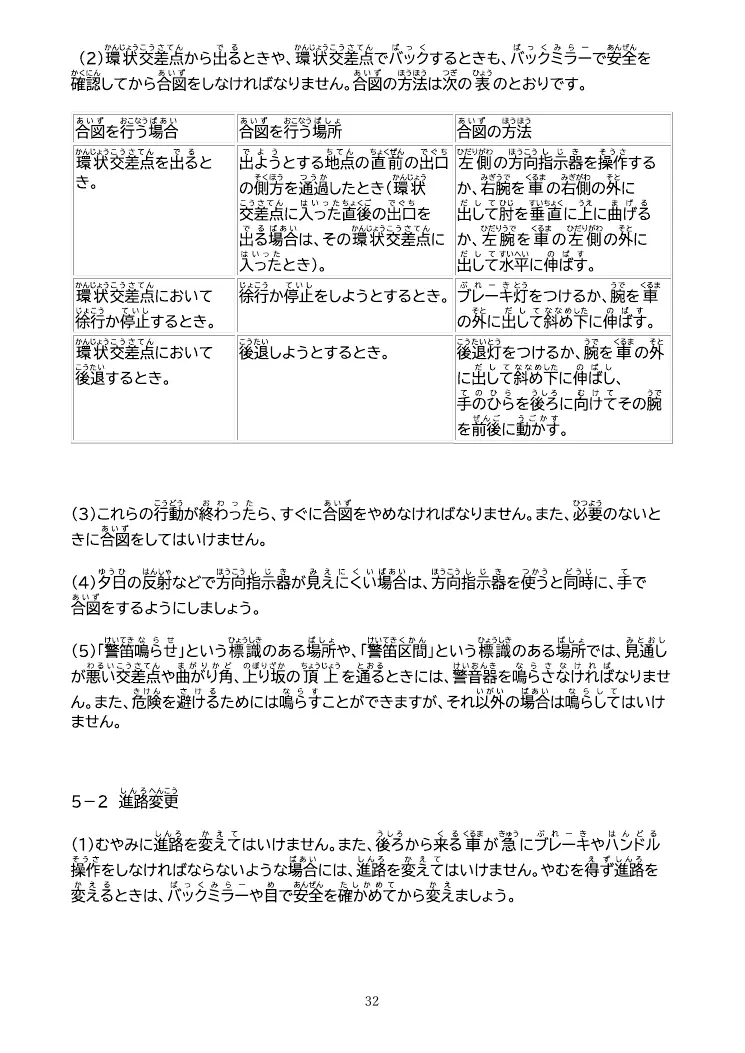 （2）環状交差点から出るときや、環状交差点でバックするときも、バックミラーで安全を
確認してから合図をしなければなりません。合図の方法は次の表のとおりです。
合図を行う場合
合図を行う場所
合図の方法
環状交差点を出ると
き。
出ようとする地点の直前の出口
の側方を通過したとき（環状
交差点に入った直後の出口を
出る場合は、その環状交差点に
入ったとき）。
左側の方向指示器を操作する
か、右腕を車の右側の外に
出して肘を垂直に上に曲げる
か、左腕を車の左側の外に
出して水平に伸ばす。
環状交差点において
徐行か停止するとき。
徐行か停止をしようとするとき。
ブレーキ灯をつけるか、腕を車
の外に出して斜め下に伸ばす。
環状交差点において
後退するとき。
後退しようとするとき。
後退灯をつけるか、腕を車の外
に出して斜め下に伸ばし、
手のひらを後ろに向けてその腕
を前後に動かす。
（3）これらの行動が終わったら、すぐに合図をやめなければなりません。また、必要のないと
きに合図をしてはいけません。
（4）夕日の反射などで方向指示器が見えにくい場合は、方向指示器を使うと同時に、手で
合図をするようにしましょう。
（5）「警笛鳴らせ」という標識のある場所や、「警笛区間」という標識のある場所では、見通し
が悪い交差点や曲がり角、上り坂の頂上を通るときには、警音器を鳴らさなければなりませ
ん。また、危険を避けるためには鳴らすことができますが、それ以外の場合は鳴らしてはいけ
ません。
5－2 進路変更
（1）むやみに進路を変えてはいけません。また、後ろから来る車が急にブレーキやハンドル
操作をしなければならないような場合には、進路を変えてはいけません。やむを得ず進路を
変えるときは、バックミラーや目で安全を確かめてから変えましょう。
32